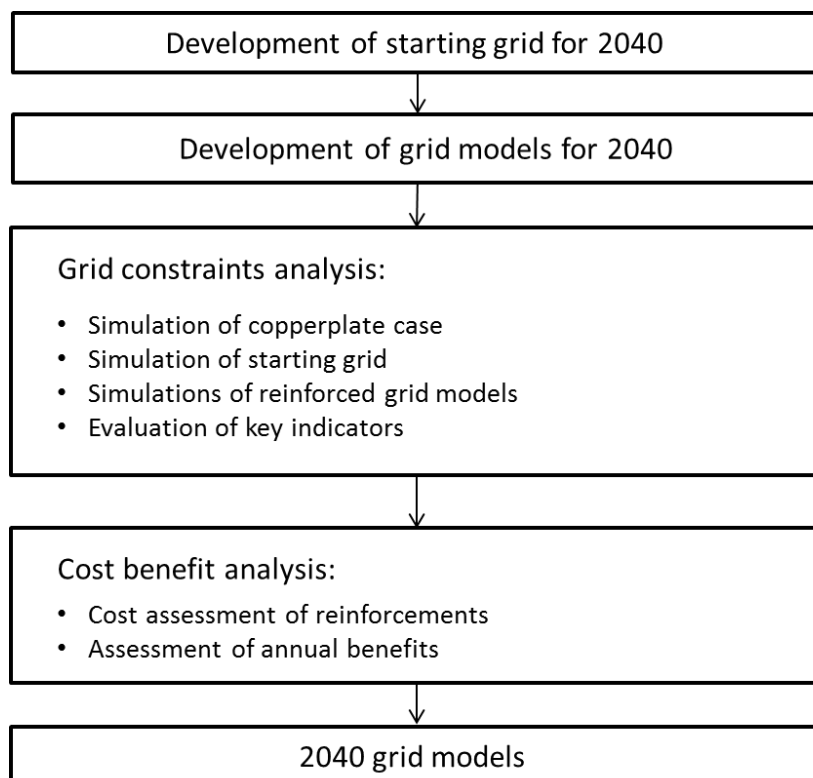 Development of starting grid for 2040
Development of grid models for 2040
Grid constraints analysis:
• Simulation of copperplate case
• Simulation of starting grid
• Simulations of reinforced grid models
• Evaluation of key indicators
Cost benefit analysis:
• Cost assessment of reinforcements
• Assessment of annual benefits
2040 grid models